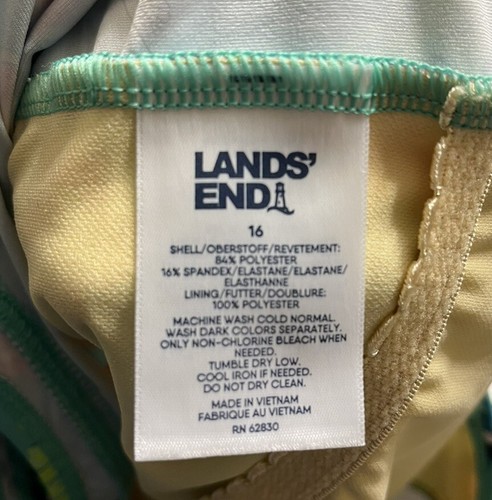 LANDS'
END
16
SHELL/OBERSTOFF/REVETEMENT:
84% POLYESTER
16% SPANDEX/ELASTANE/ELASTANE/
ELASTHANNE
LINING/FUTTER/DOUBLURE:
100% POLYESTER
MACHINE WASH COLD NORMAL.
WASH DARK COLORS SEPARATELY.
ONLY NON-CHLORINE BLEACH WHEN
NEEDED.
TUMBLE DRY LOW.
COOL IRON IF NEEDED.
DO NOT DRY CLEAN.
MADE IN VIETNAM
FABRIQUE AU VIETNAM
RN 62830